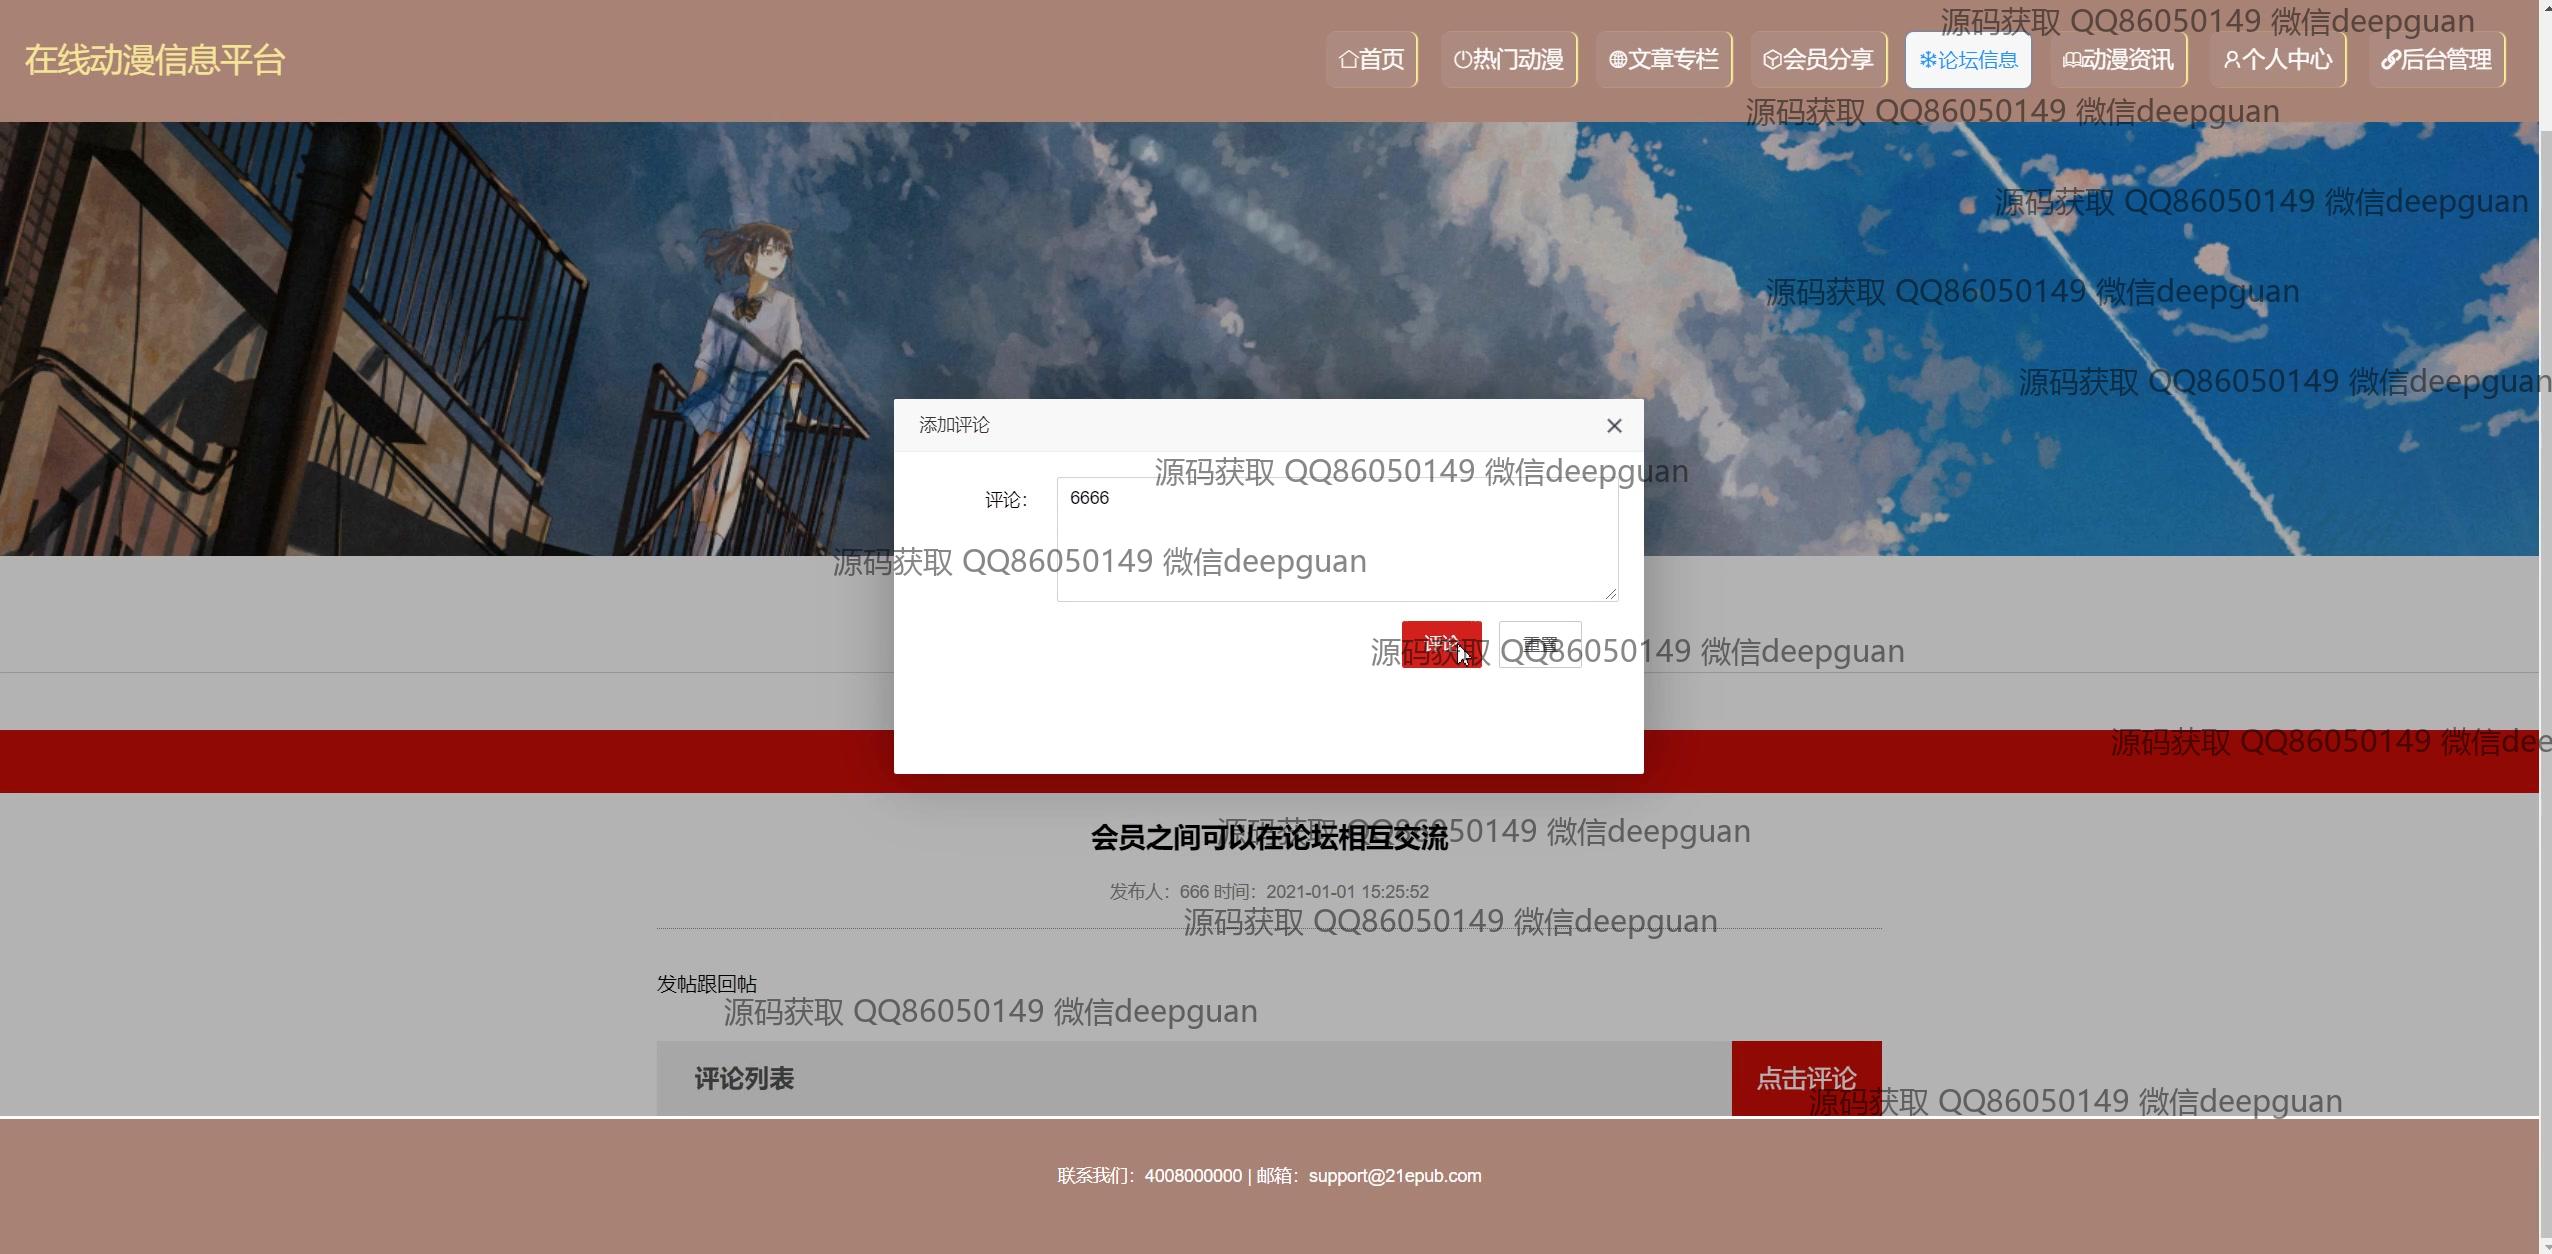 源码获取 QQ86050149 微信deepguan
在线动漫信息平台
首页 热门动漫 文章专栏 会员分享 论坛信息 动漫资讯 个人中心 后台管理
源码获取 QQ86050149 微信deepguan
源码获取 QQ86050149 微信deepguan
源码获取 QQ86050149 微信deepguan
源码获取 QQ86050149 微信deepguan
添加评论
源码获取 QQ86050149 微信deepguan
评论： 6666
源码获取 QQ86050149 微信deepguan
评论 重置
源码获取 QQ86050149 微信deepguan
源码获取 QQ86050149 微信dee
源码获取 QQ86050149 微信deepguan
会员之间可以在论坛相互交流
发布人：666 时间：2021-01-01 15:25:52
源码获取 QQ86050149 微信deepguan
发帖跟回帖
源码获取 QQ86050149 微信deepguan
评论列表 点击评论
源码获取 QQ86050149 微信deepguan
联系我们：4008000000 | 邮箱：support@21epub.com